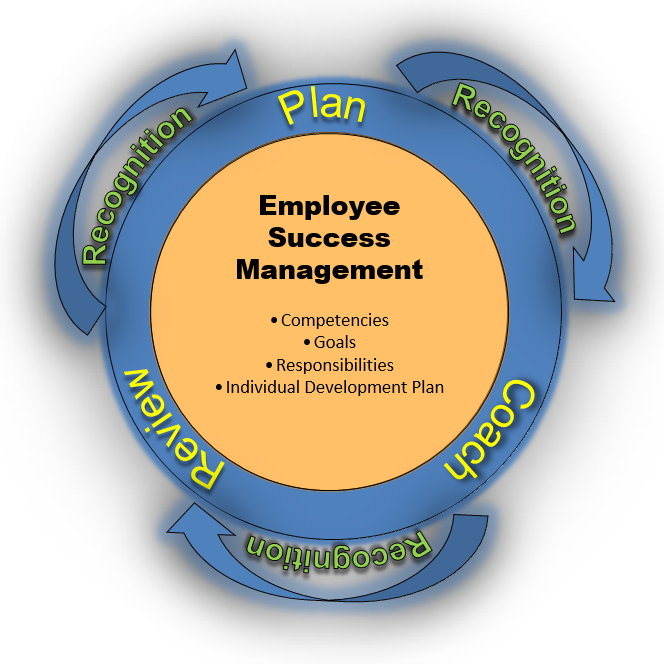 Plan
Recognition
Recognition
Employee
Success
Management
• Competencies
• Goals
• Responsibilities
• Individual Development Plan
Review
Coach
Recognition